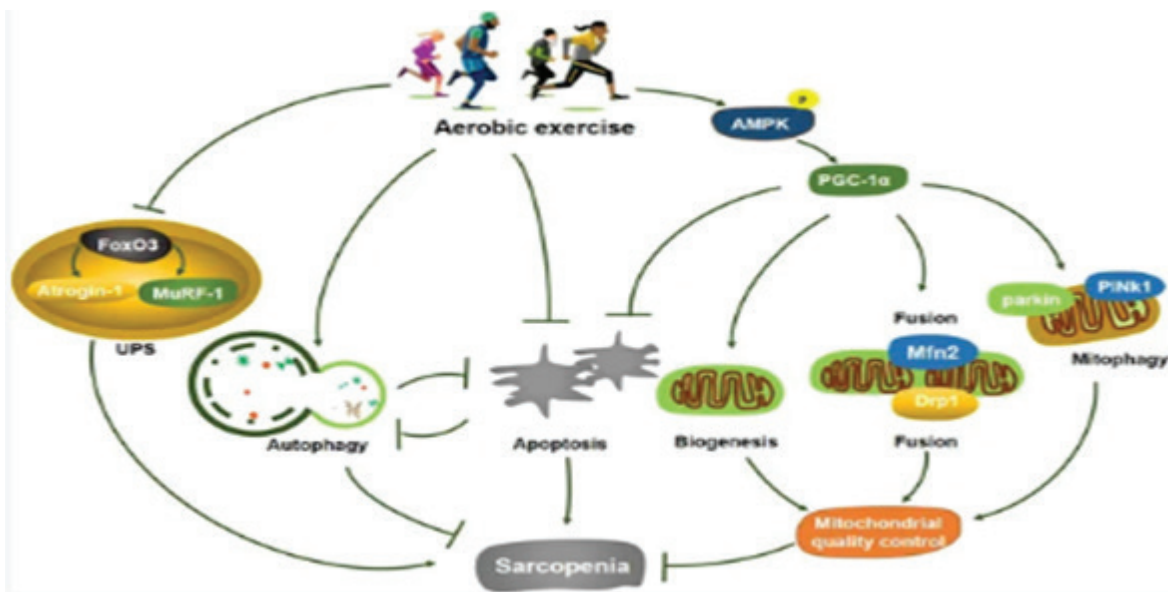 P
AMPK
Aerobic exercise
PGC-1α
FoxO3
Atrogin-1
MuRF-1
UPS
parkin
PINk1
Mitophagy
Fusion
Mfn2
Drp1
Fusion
Autophagy
Apoptosis
Biogenesis
Mitochondrial
quality control
Sarcopenia